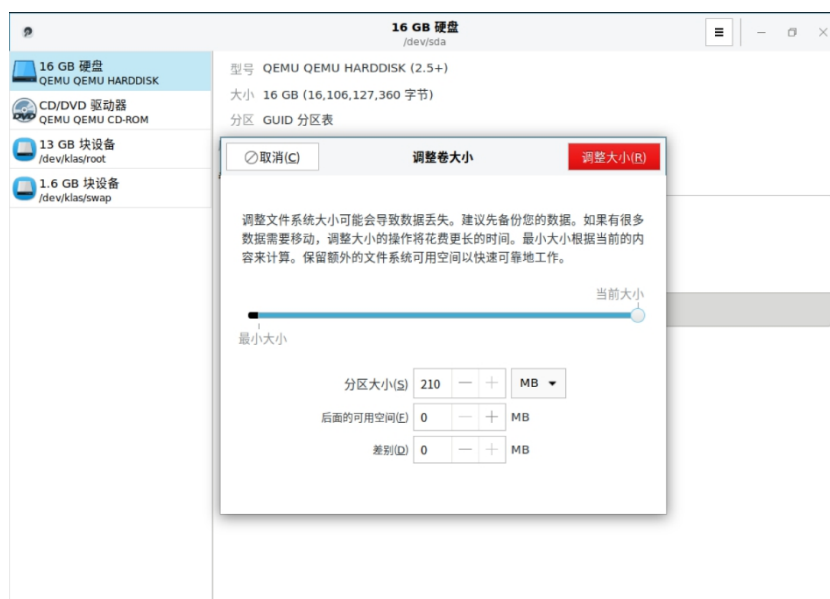 16 GB 硬盘
/dev/sda
16 GB 硬盘
QEMU QEMU HARDDISK
CD/DVD 驱动器
QEMU QEMU CD-ROM
13 GB 块设备
/dev/klas/root
1.6 GB 块设备
/dev/klas/swap
型号 QEMU QEMU HARDDISK (2.5+)
大小 16 GB (16,106,127,360 字节)
分区 GUID 分区表
取消(C)
调整卷大小
调整大小(R)
调整文件系统大小可能会导致数据丢失。建议先备份您的数据。如果有很多
数据需要移动，调整大小的操作将花费更长的时间。最小大小根据当前的内
容来计算。保留额外的文件系统可用空间以快速可靠地工作。
当前大小
最小大小
分区大小(S) 210 MB
后面的可用空间(F) 0 MB
差别(D) 0 MB